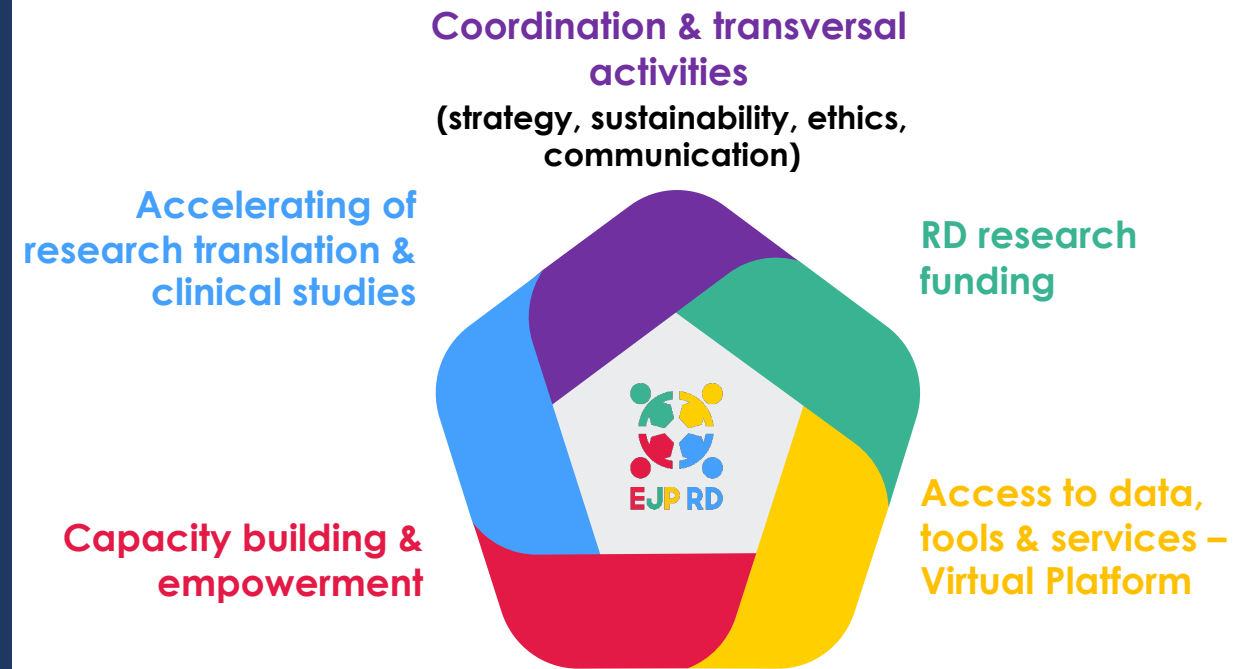 Coordination & transversal
activities
(strategy, sustainability, ethics,
communication)
Accelerating of
research translation &
clinical studies
RD research
funding
EJP RD
Access to data,
tools & services –
Virtual Platform
Capacity building &
empowerment